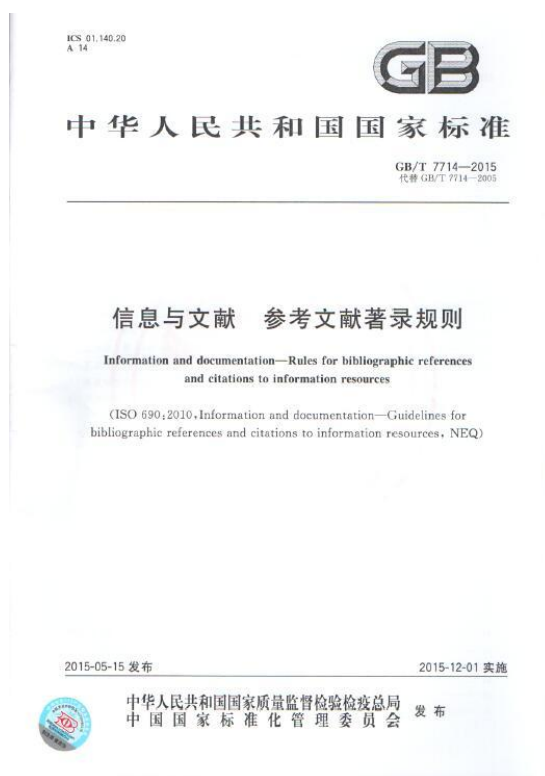 ICS 01.140.20
A 14
GB
中华人民共和国国家标准
GB/T 7714—2015
代替 GB/T 7714—2005
信息与文献 参考文献著录规则
Information and documentation—Rules for bibliographic references
and citations to information resources
(ISO 690:2010,Information and documentation—Guidelines for
bibliographic references and citations to information resources, NEQ)
2015-05-15 发布
2015-12-01 实施
中华人民共和国国家质量监督检验检疫总局
中国国家标准化管理委员会
发布